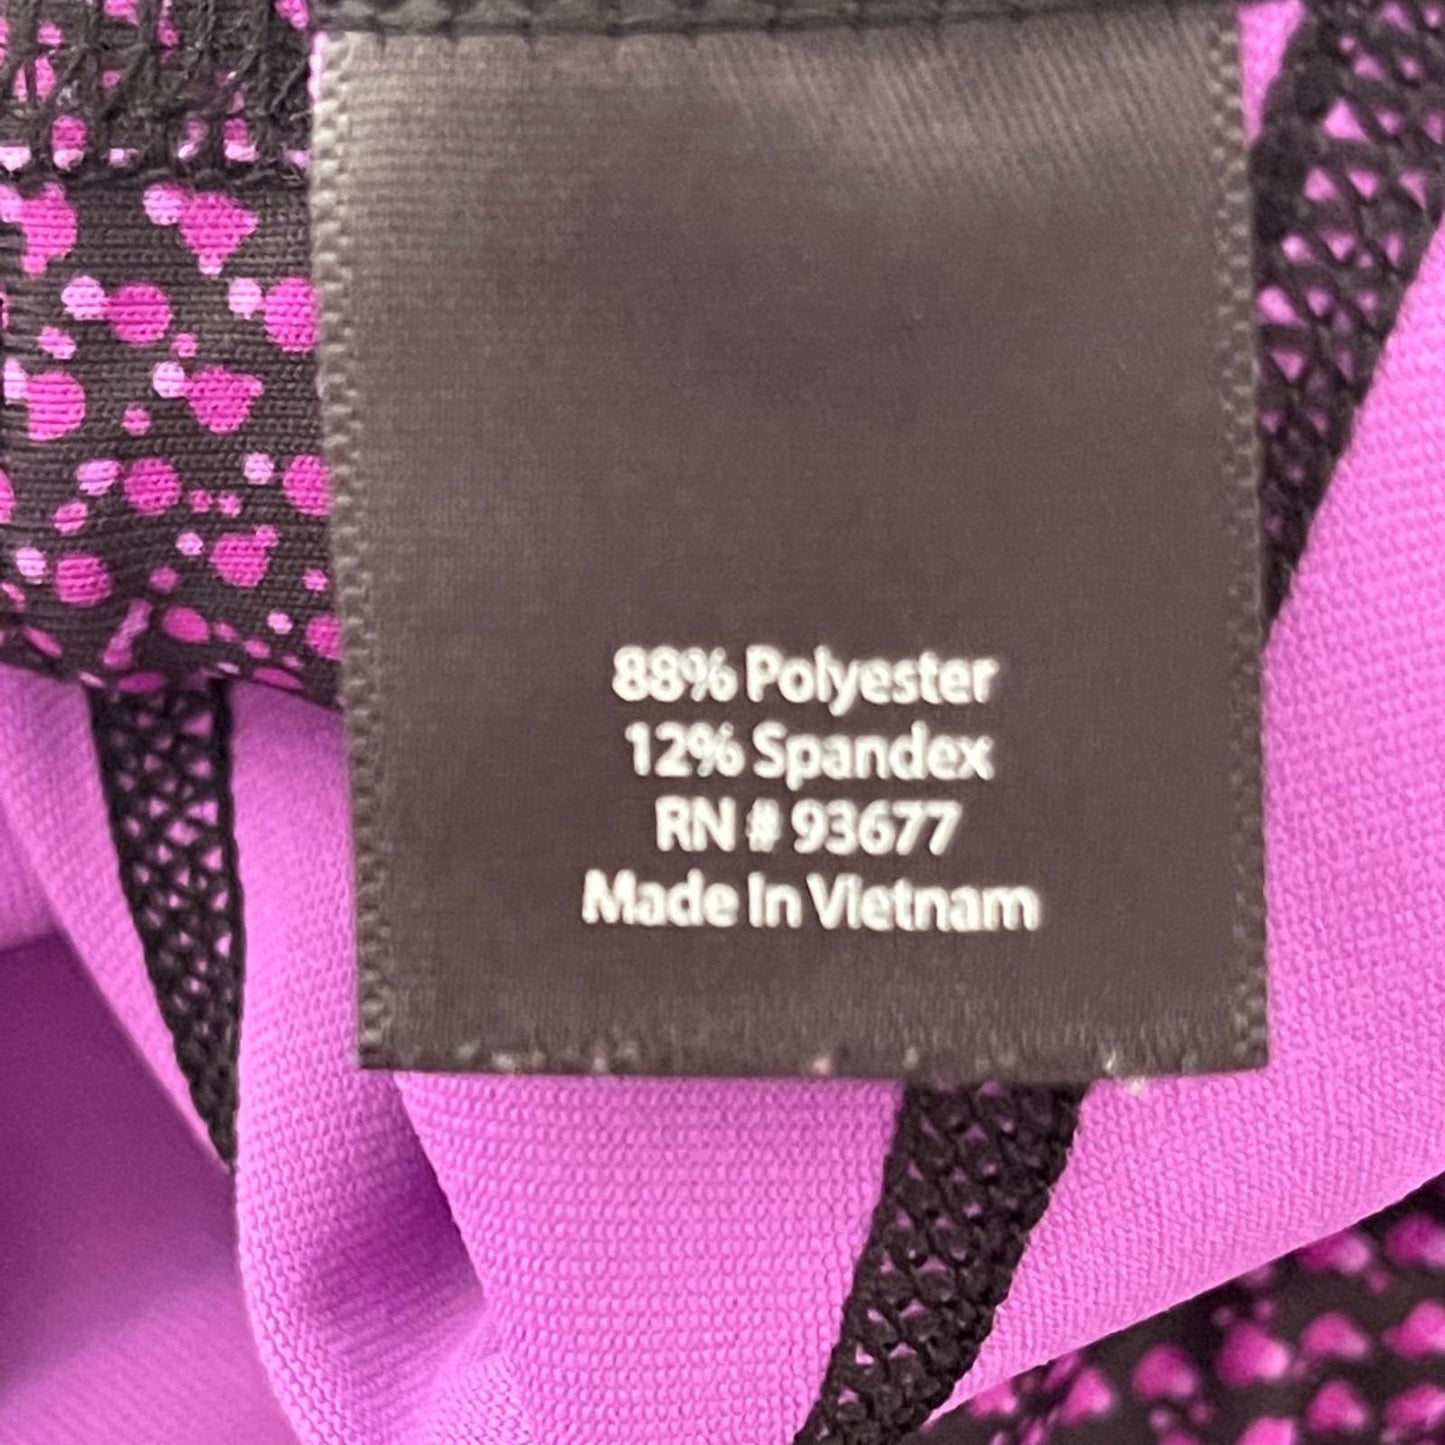 88% Polyester
12% Spandex
RN # 93677
Made In Vietnam